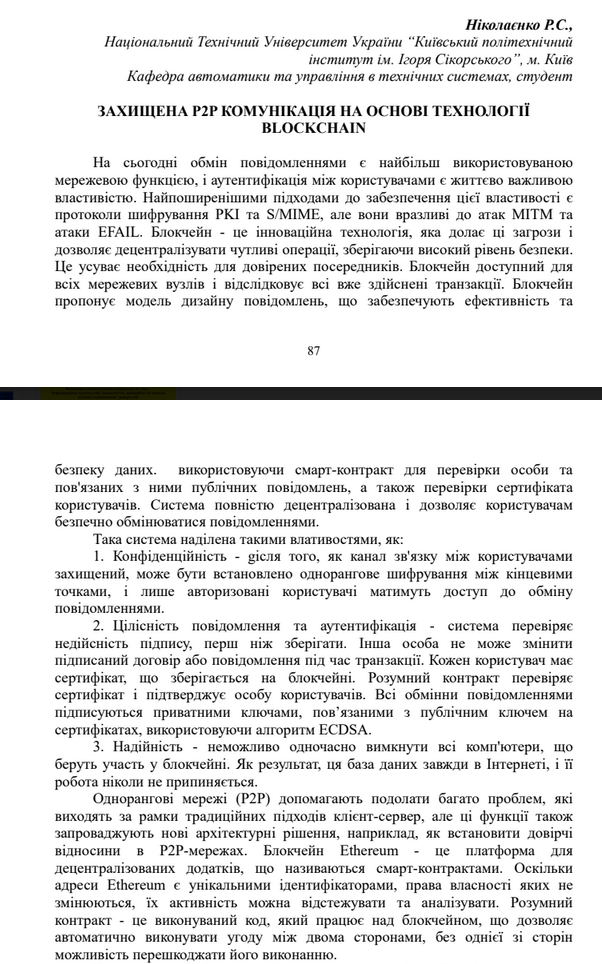 Ніколаєнко Р.С.,
Національний Технічний Університет України “Київський політехнічний
інститут ім. Ігоря Сікорського”, м. Київ
Кафедра автоматики та управління в технічних системах, студент
ЗАХИЩЕНА P2P КОМУНІКАЦІЯ НА ОСНОВІ ТЕХНОЛОГІЇ
BLOCKCHAIN
На сьогодні обмін повідомленнями є найбільш використовуваною
мережевою функцією, і аутентифікація між користувачами є життєво важливою
властивістю. Найпоширенішими підходами до забезпечення цієї властивості є
протоколи шифрування PKI та S/MIME, але вони вразливі до атак MITM та
атаки EFAIL. Блокчейн - це інноваційна технологія, яка долає ці загрози і
дозволяє децентралізувати чутливі операції, зберігаючи високий рівень безпеки.
Це усуває необхідність для довірених посередників. Блокчейн доступний для
всіх мережевих вузлів і відслідковує всі вже здійснені транзакції. Блокчейн
пропонує модель дизайну повідомлень, що забезпечують ефективність та
87
безпеку даних. використовуючи смарт-контракт для перевірки особи та
пов'язаних з ними публічних повідомлень, а також перевірки сертифіката
користувачів. Система повністю децентралізована і дозволяє користувачам
безпечно обмінюватися повідомленнями.
Така система наділена такими влативостями, як:
1. Конфіденційність - gісля того, як канал зв'язку між користувачами
захищений, може бути встановлено однорангове шифрування між кінцевими
точками, і лише авторизовані користувачі матимуть доступ до обміну
повідомленнями.
2. Цілісність повідомлення та аутентифікація - система перевіряє
недійсність підпису, перш ніж зберігати. Інша особа не може змінити
підписаний договір або повідомлення під час транзакції. Кожен користувач має
сертифікат, що зберігається на блокчейні. Розумний контракт перевіряє
сертифікат і підтверджує особу користувачів. Всі обмінни повідомленнями
підписуються приватними ключами, пов’язаними з публічним ключем на
сертифікатах, використовуючи алгоритм ECDSA.
3. Надійність - неможливо одночасно вимкнути всі комп'ютери, що
беруть участь у блокчейні. Як результат, ця база даних завжди в Інтернеті, і її
робота ніколи не припиняється.
Однорангові мережі (P2P) допомагають подолати багато проблем, які
виходять за рамки традиційних підходів клієнт-сервер, але ці функції також
запроваджують нові архітектурні рішення, наприклад, як встановити довірчі
відносини в P2P-мережах. Блокчейн Ethereum - це платформа для
децентралізованих додатків, що називаються смарт-контрактами. Оскільки
адреси Ethereum є унікальними ідентифікаторами, права власності яких не
змінюються, їх активність можна відстежувати та аналізувати. Розумний
контракт - це виконуваний код, який працює над блокчейном, що дозволяє
автоматично виконувати угоду між двома сторонами, без однієї зі сторін
можливість перешкоджати його виконанню.